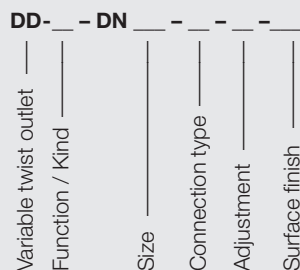 DD-__ – DN ___ – __ – __ –___
Variable twist outlet
Function / Kind
Size
Connection type
Adjustment
Surface finish